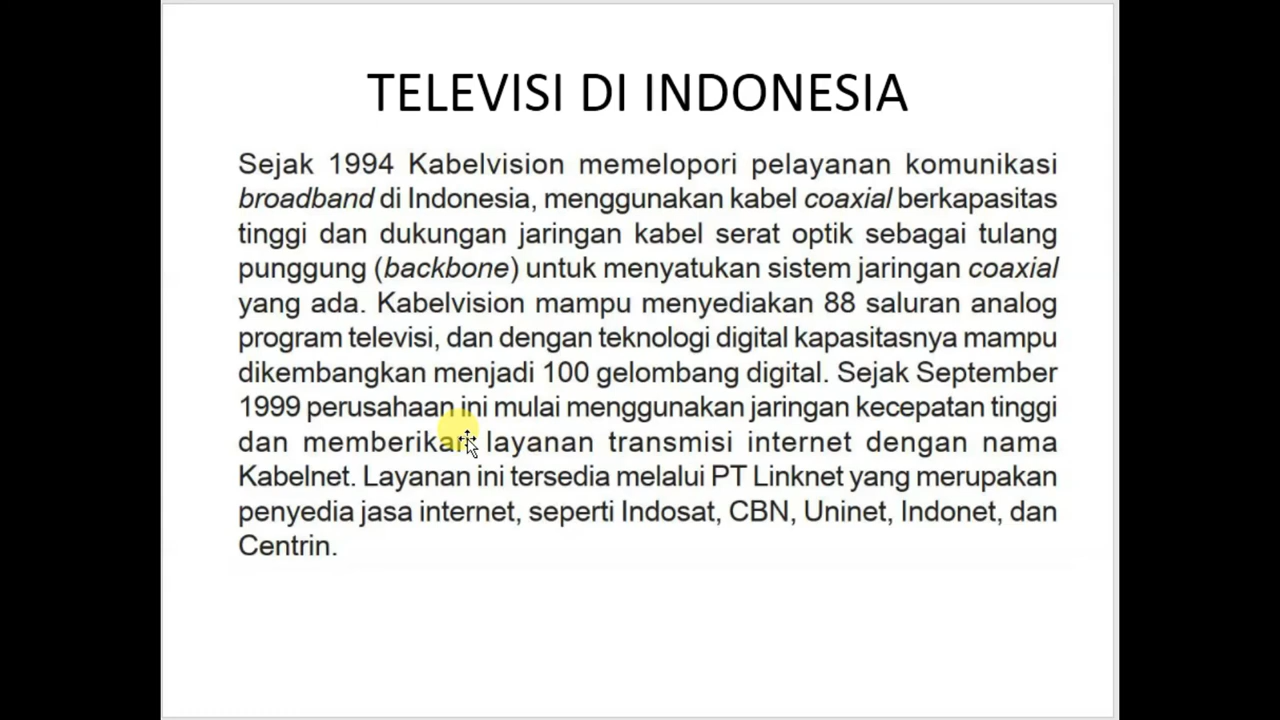 TELEVISI DI INDONESIA
Sejak 1994 Kabelvision memelopori pelayanan komunikasi
broadband di Indonesia, menggunakan kabel coaxial berkapasitas
tinggi dan dukungan jaringan kabel serat optik sebagai tulang
punggung (backbone) untuk menyatukan sistem jaringan coaxial
yang ada. Kabelvision mampu menyediakan 88 saluran analog
program televisi, dan dengan teknologi digital kapasitasnya mampu
dikembangkan menjadi 100 gelombang digital. Sejak September
1999 perusahaan ini mulai menggunakan jaringan kecepatan tinggi
dan memberikan layanan transmisi internet dengan nama
Kabelnet. Layanan ini tersedia melalui PT Linknet yang merupakan
penyedia jasa internet, seperti Indosat, CBN, Uninet, Indonet, dan
Centrin.